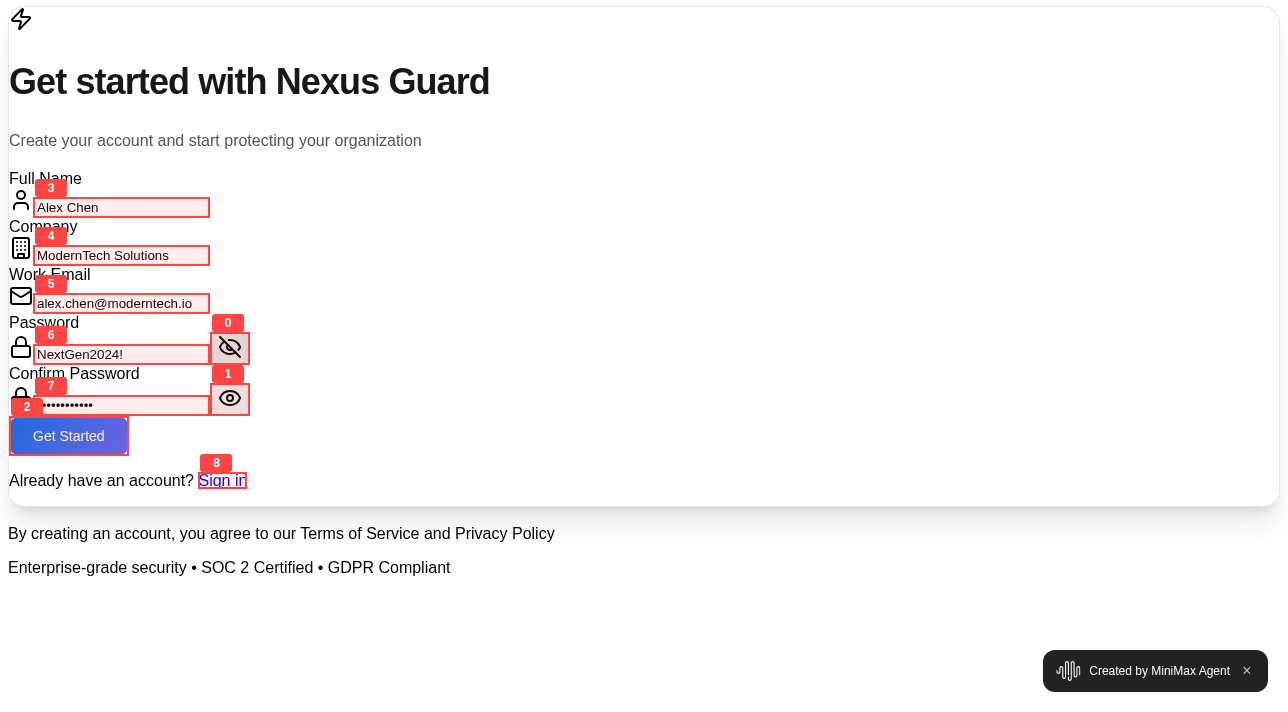 Get started with Nexus Guard
Create your account and start protecting your organization
Full Name
3
Alex Chen
Company
4
ModernTech Solutions
Work Email
5
alex.chen@moderntech.io
Password
6
0
NextGen2024!
Confirm Password
7
1
•••••••••••
2
Get Started
8
Already have an account? Sign in
By creating an account, you agree to our Terms of Service and Privacy Policy
Enterprise-grade security • SOC 2 Certified • GDPR Compliant
Created by MiniMax Agent ×